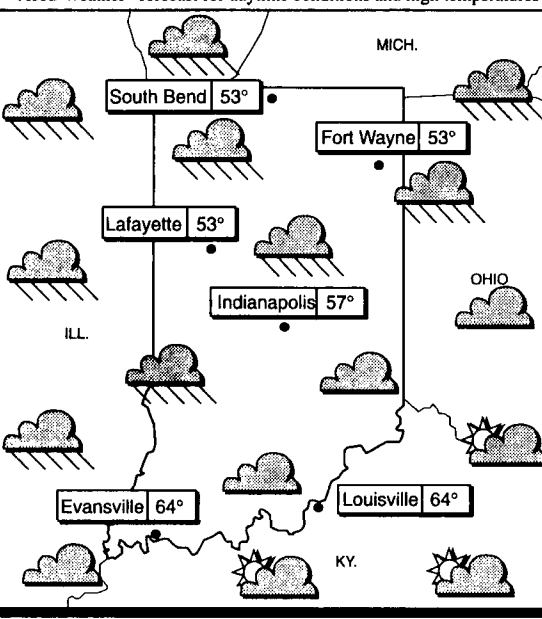 forecast for daytime conditions and high temperatures
MICH.
South Bend 53°
Fort Wayne 53°
Lafayette 53°
OHIO
Indianapolis 57°
ILL.
Evansville 64°
Louisville 64°
KY.